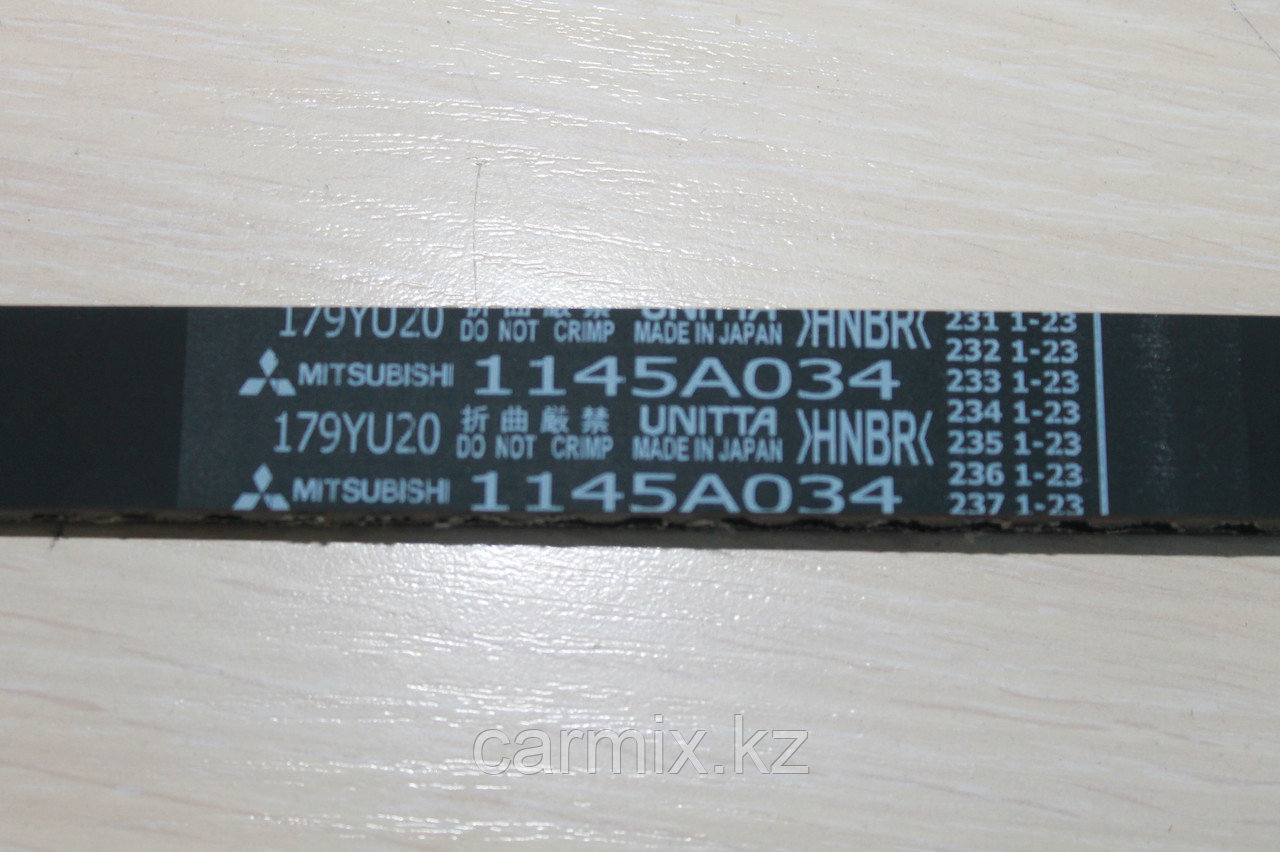 179YU20 折曲厳禁 UNITTA >HNBR< 231 1-23
DO NOT CRIMP MADE IN JAPAN
232 1-23
MITSUBISHI 1145A034 233 1-23
179YU20 折曲厳禁 UNITTA >HNBR< 234 1-23
DO NOT CRIMP MADE IN JAPAN 235 1-23
236 1-23
MITSUBISHI 1145A034 237 1-23
carmix.kz